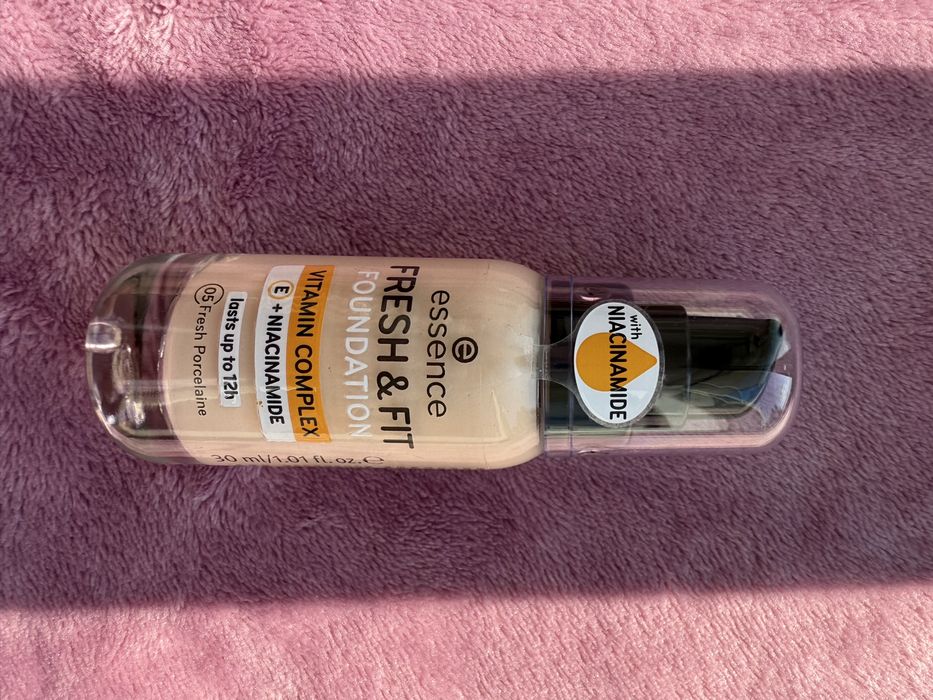 essence
FRESH & FIT
FOUNDATION
VITAMIN COMPLEX
E + NIACINAMIDE
lasts up to 12h
05 Fresh Porcelaine
30 ml/1.01 fl. oz. ℮
with
NIACINAMIDE